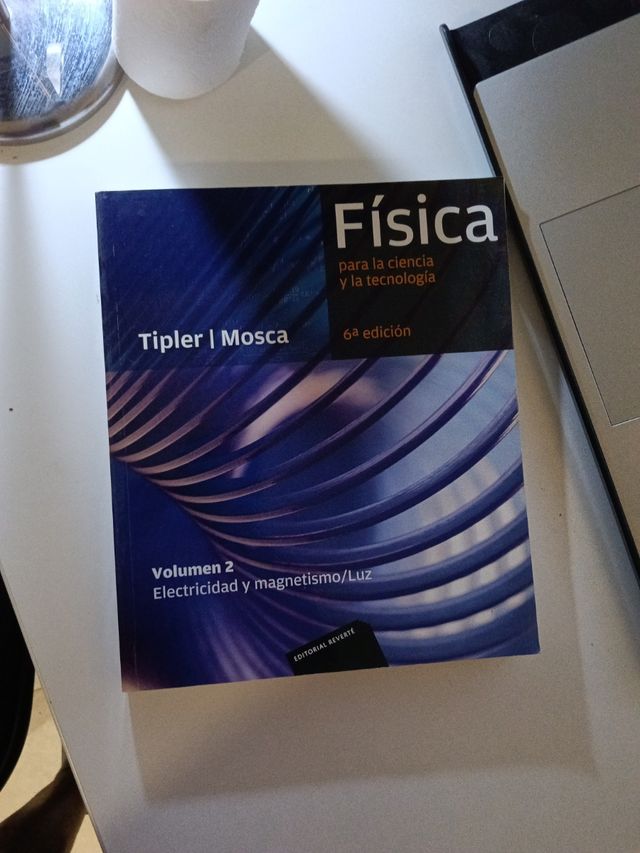 Física
para la ciencia
y la tecnología
6ª edición
Tipler | Mosca
Volumen 2
Electricidad y magnetismo/Luz
EDITORIAL REVERTÉ